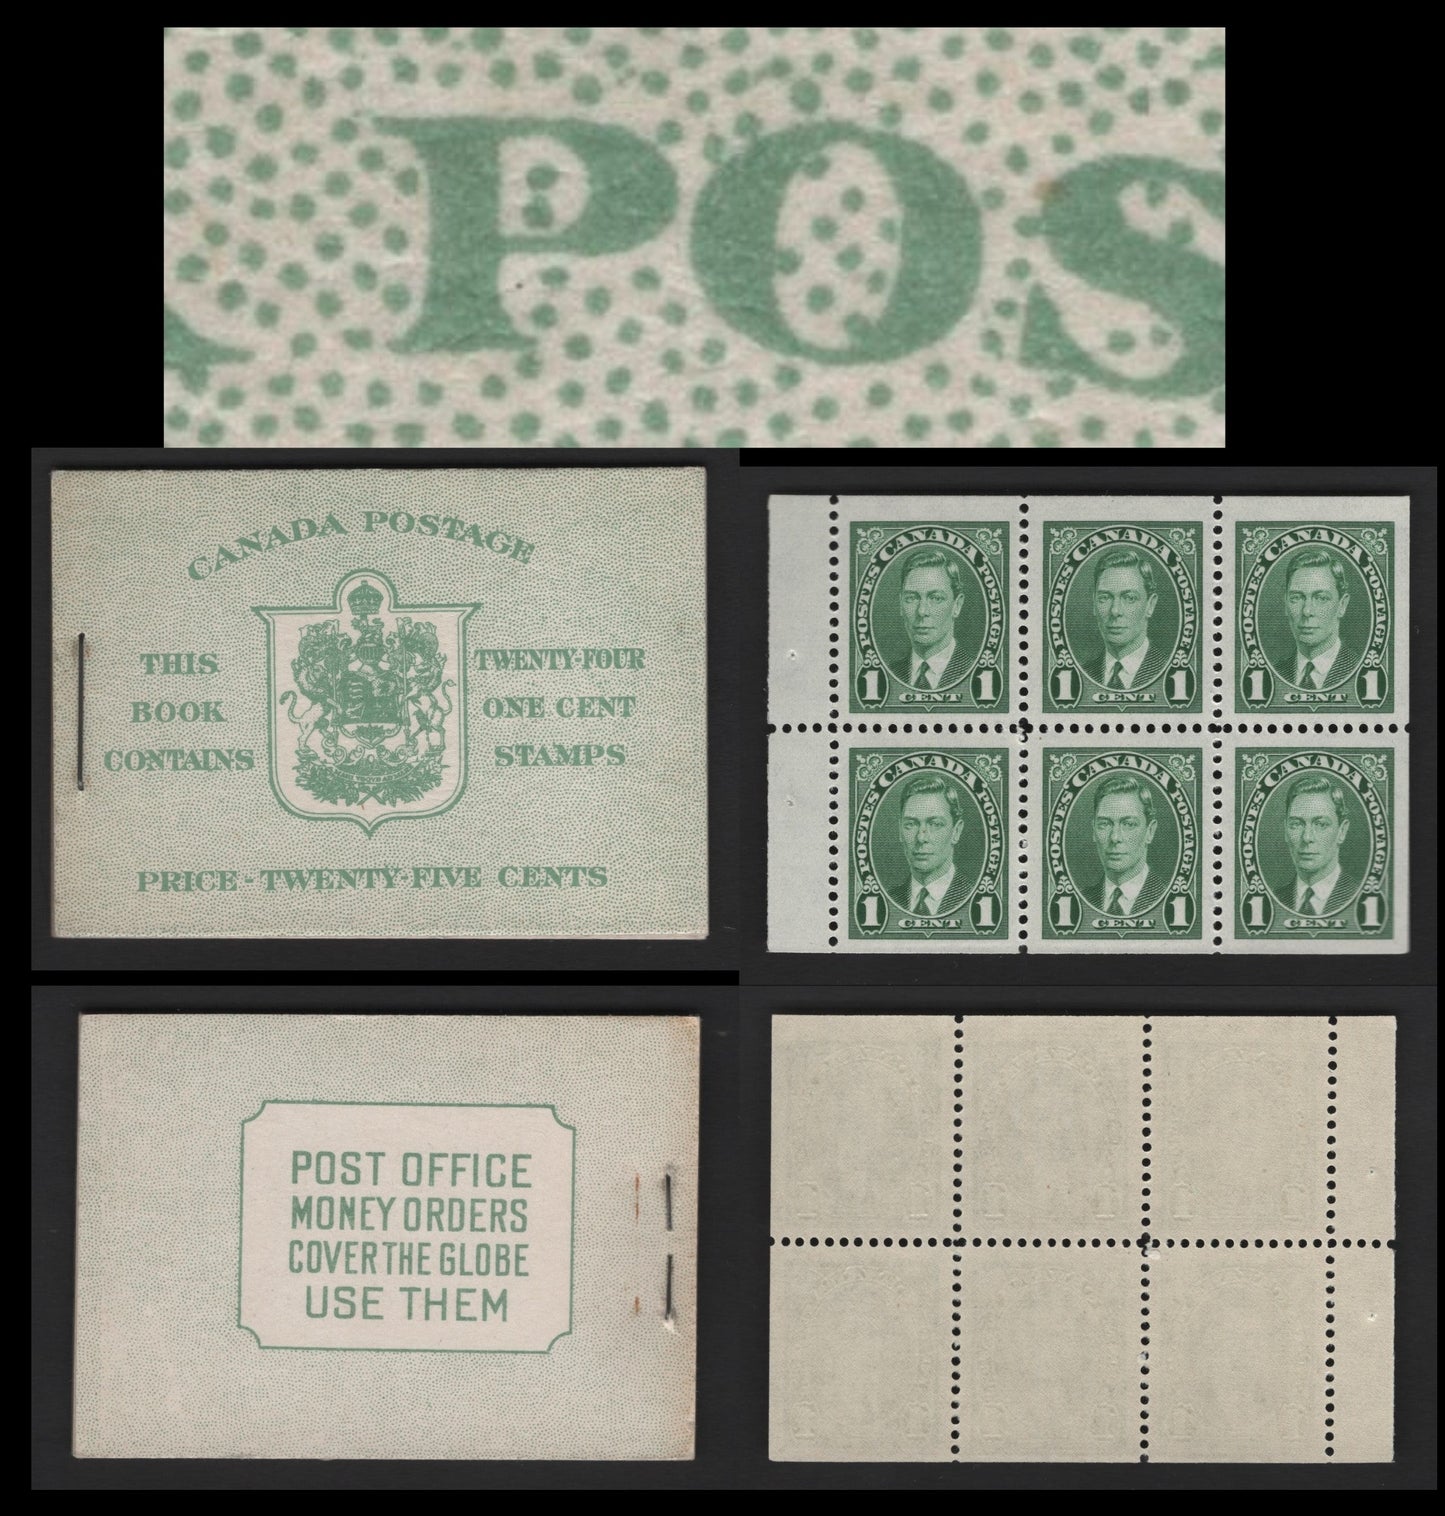 POS
CANADA POSTAGE
THIS TWENTY-FOUR
BOOK ONE CENT
CONTAINS STAMPS
PRICE - TWENTY-FIVE CENTS
POSTES CANADA POSTAGE
1 CENT 1
POSTES CANADA POSTAGE
1 CENT 1
POSTES CANADA POSTAGE
1 CENT 1
POSTES CANADA POSTAGE
1 CENT 1
POSTES CANADA POSTAGE
1 CENT 1
POSTES CANADA POSTAGE
1 CENT 1
POST OFFICE
MONEY ORDERS
COVER THE GLOBE
USE THEM